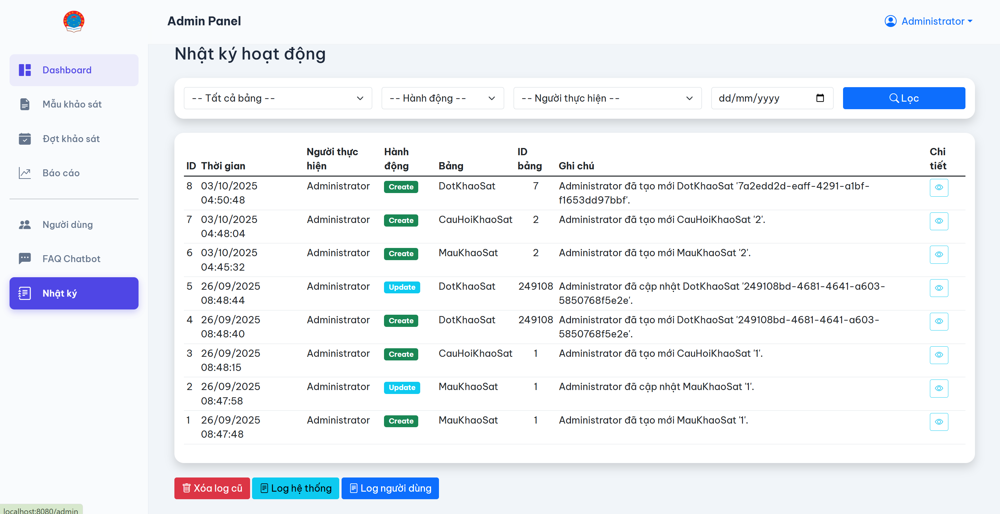 Admin Panel
Administrator
Dashboard
Mẫu khảo sát
Đợt khảo sát
Báo cáo
Người dùng
FAQ Chatbot
Nhật ký
Nhật ký hoạt động
-- Tất cả bảng --
-- Hành động --
-- Người thực hiện --
dd/mm/yyyy
Lọc
ID Thời gian Người thực hiện Hành động Bảng ID bảng Ghi chú Chi tiết
8 03/10/2025 04:50:48 Administrator Create DotKhaoSat 7 Administrator đã tạo mới DotKhaoSat '7a2edd2d-eaff-4291-a1bf-
f1653dd97bbf'.
7 03/10/2025 04:48:04 Administrator Create CauHoiKhaoSat 2 Administrator đã tạo mới CauHoiKhaoSat '2'.
6 03/10/2025 04:45:32 Administrator Create MauKhaoSat 2 Administrator đã tạo mới MauKhaoSat '2'.
5 26/09/2025 08:48:44 Administrator Update DotKhaoSat 249108 Administrator đã cập nhật DotKhaoSat '249108bd-4681-4641-a603-
5850768f5e2e'.
4 26/09/2025 08:48:40 Administrator Create DotKhaoSat 249108 Administrator đã tạo mới DotKhaoSat '249108bd-4681-4641-a603-
5850768f5e2e'.
3 26/09/2025 08:48:15 Administrator Create CauHoiKhaoSat 1 Administrator đã tạo mới CauHoiKhaoSat '1'.
2 26/09/2025 08:47:58 Administrator Update MauKhaoSat 1 Administrator đã cập nhật MauKhaoSat '1'.
1 26/09/2025 08:47:48 Administrator Create MauKhaoSat 1 Administrator đã tạo mới MauKhaoSat '1'.
Xóa log cũ
Log hệ thống
Log người dùng
localhost:8080/admin